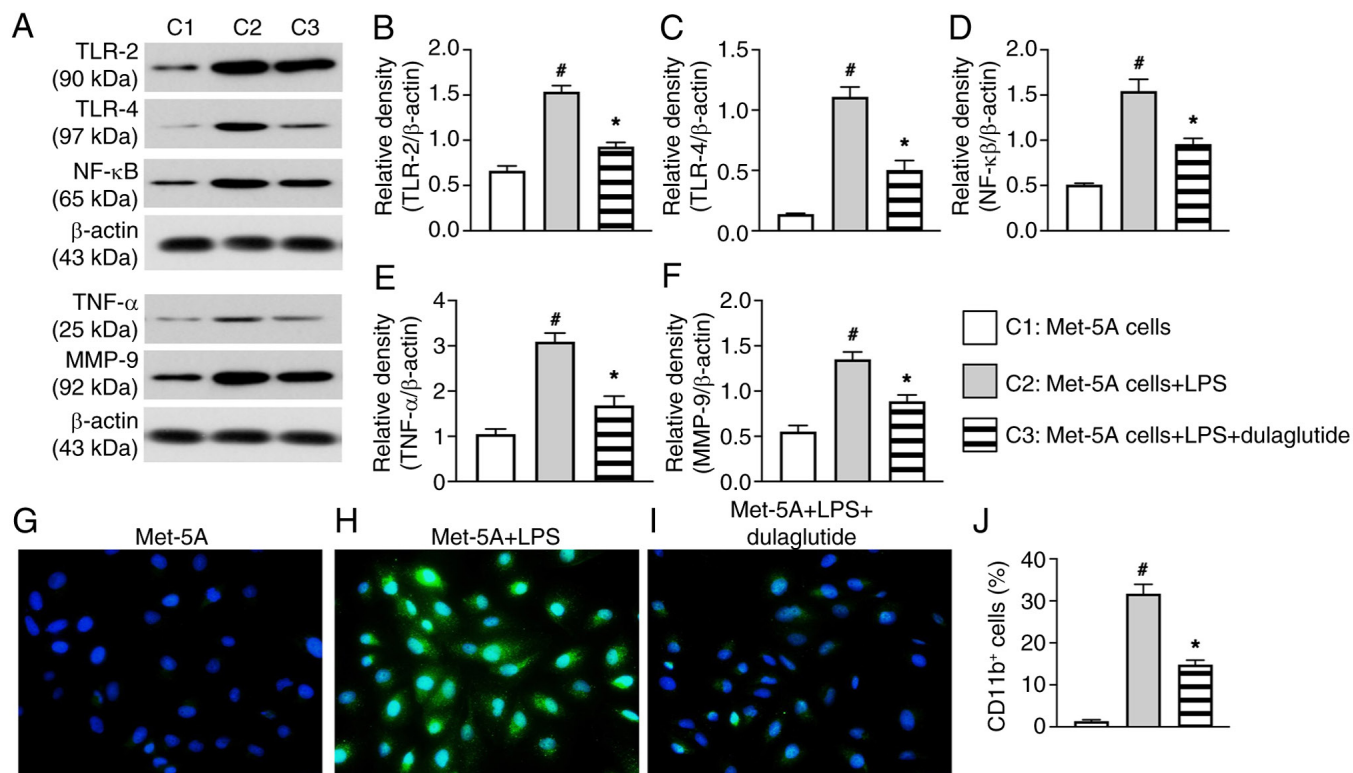 A
C1 C2 C3
TLR-2
(90 kDa)
TLR-4
(97 kDa)
NF-κB
(65 kDa)
β-actin
(43 kDa)
TNF-α
(25 kDa)
MMP-9
(92 kDa)
β-actin
(43 kDa)
B
Relative density
(TLR-2/β-actin)
2.0
1.5
1.0
0.5
0.0
#
*
C
Relative density
(TLR-4/β-actin)
1.5
1.0
0.5
0.0
#
*
D
Relative density
(NF-κβ/β-actin)
2.0
1.5
1.0
0.5
0.0
#
*
E
Relative density
(TNF-α/β-actin)
4
3
2
1
0
#
*
F
Relative density
(MMP-9/β-actin)
2.0
1.5
1.0
0.5
0.0
#
*
C1: Met-5A cells
C2: Met-5A cells+LPS
C3: Met-5A cells+LPS+dulaglutide
G
Met-5A
H
Met-5A+LPS
I
Met-5A+LPS+
dulaglutide
J
CD11b⁺ cells (%)
40
30
20
10
0
#
*